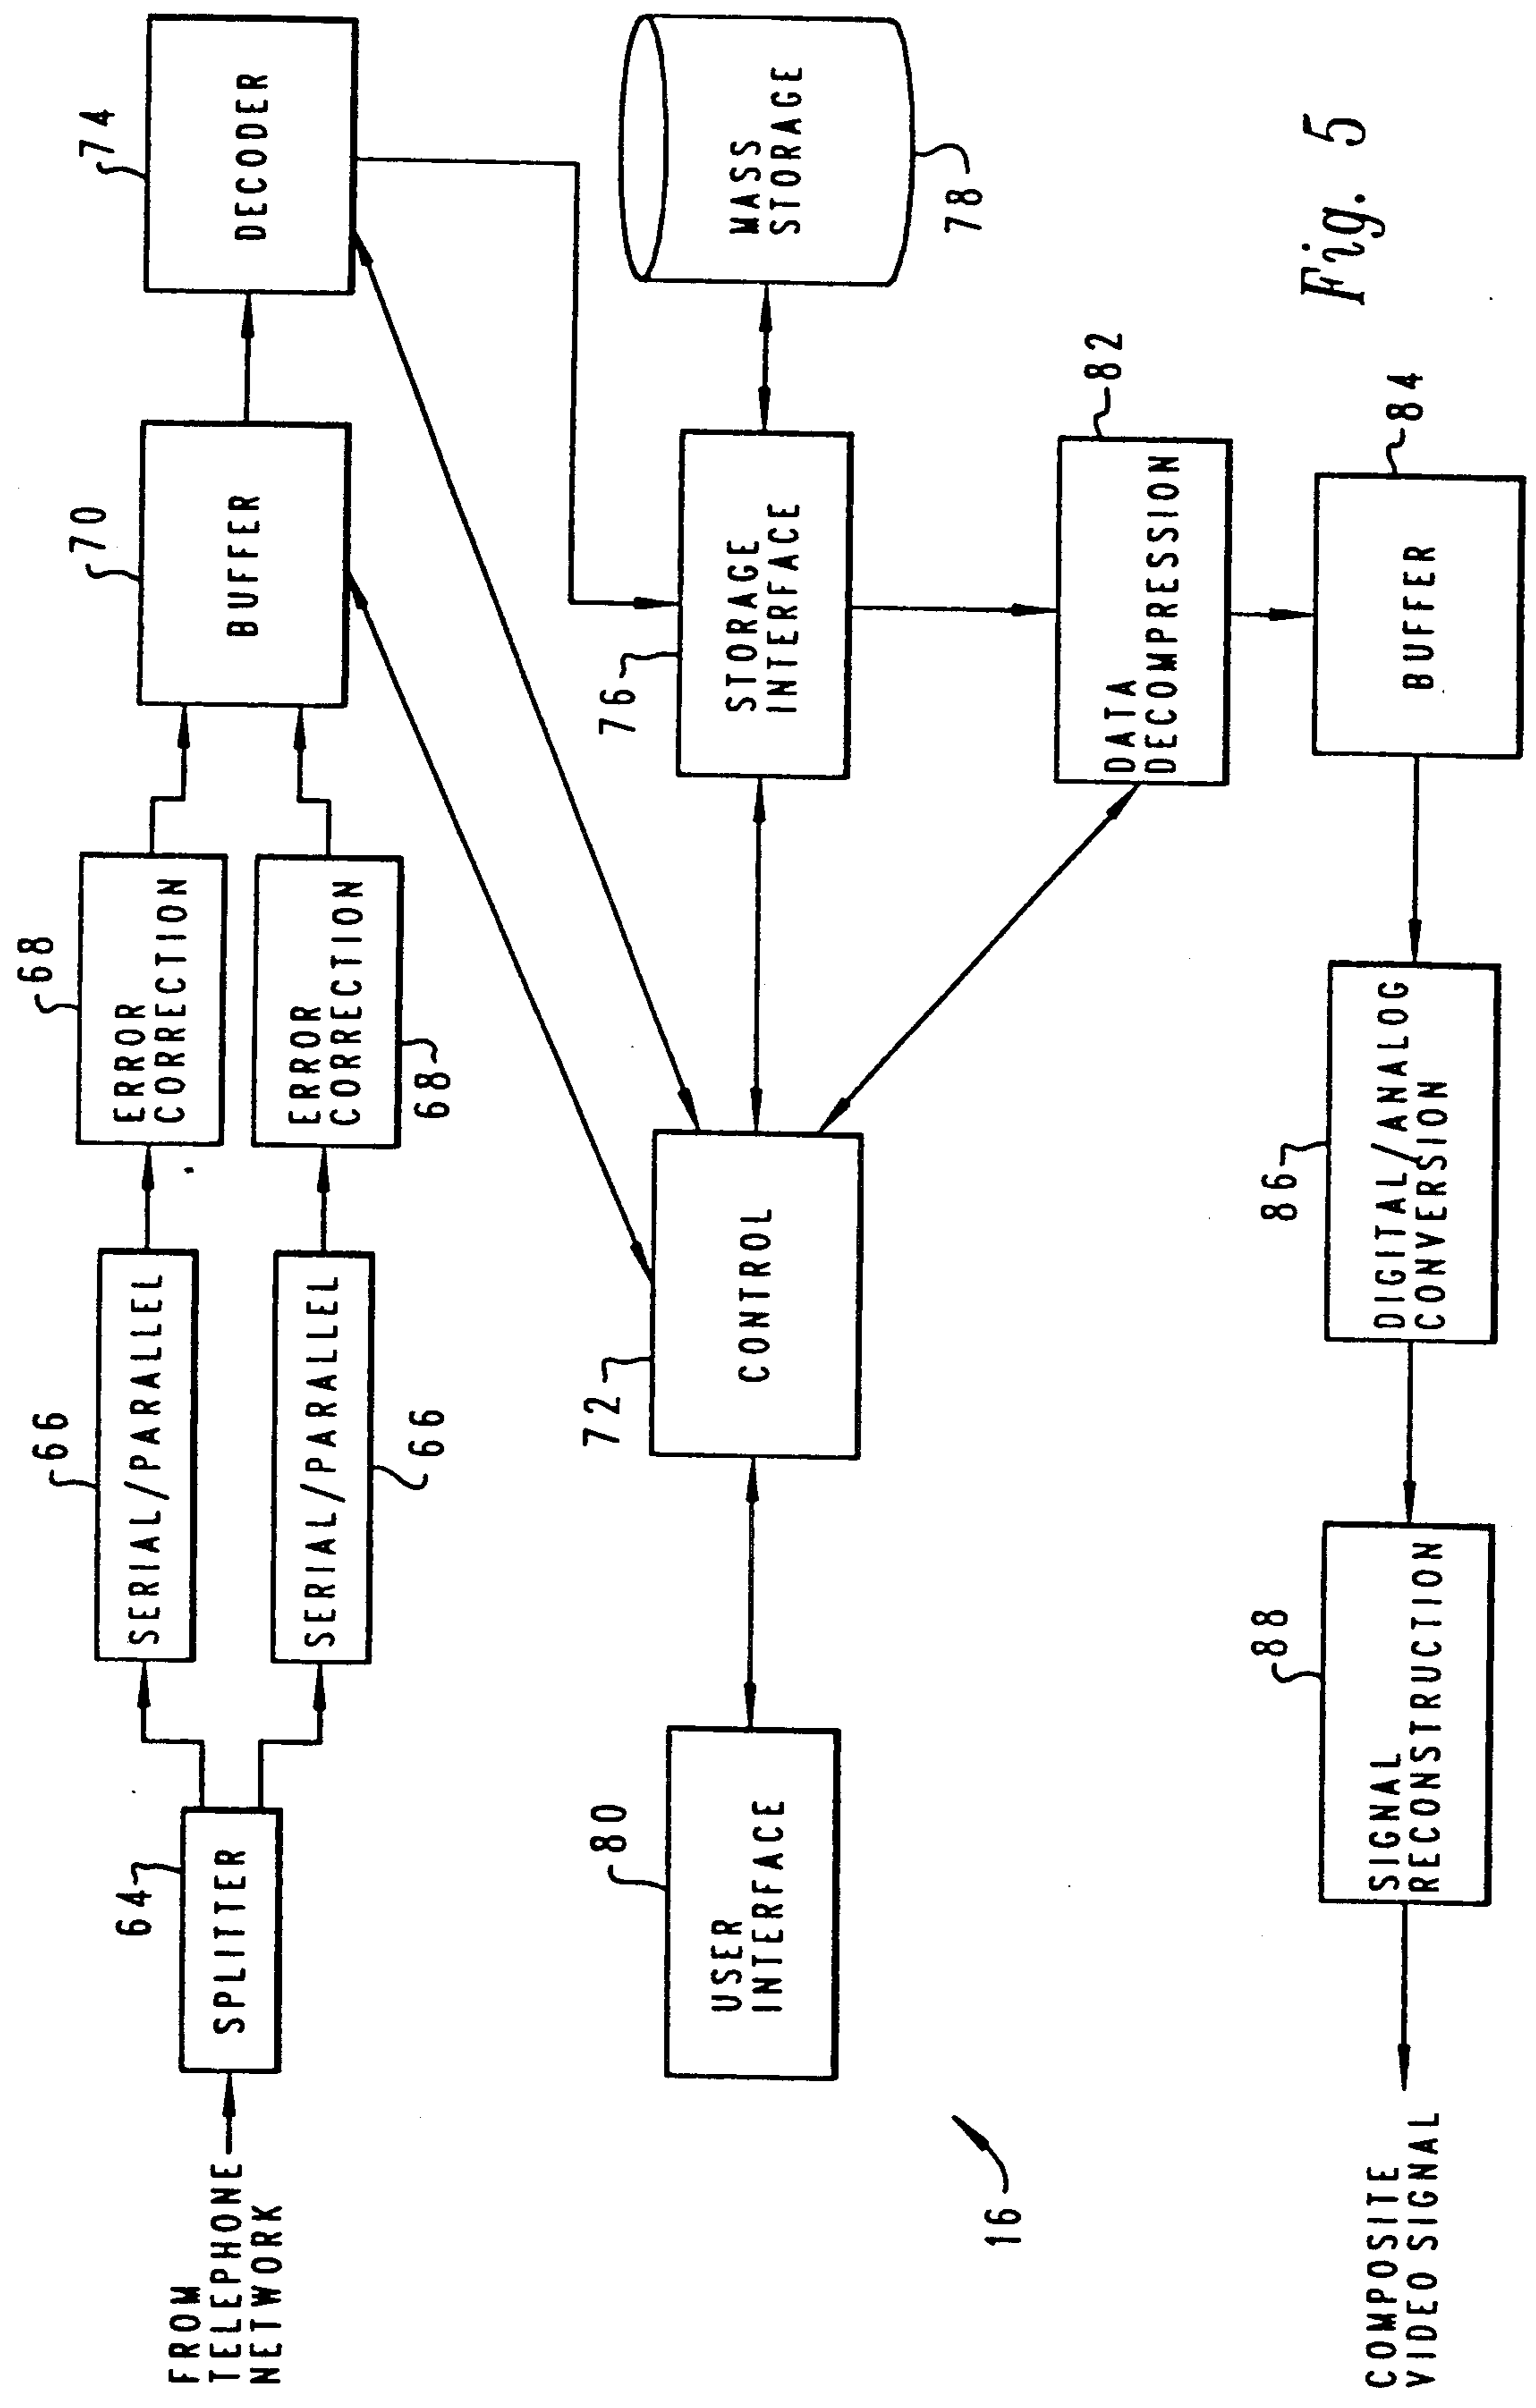 FROM
TELEPHONE
NETWORK
64
SPLITTER
66
SERIAL/PARALLEL
SERIAL/PARALLEL
66
68
ERROR
CORRECTION
ERROR
CORRECTION
68
70
BUFFER
74
DECODER
80
USER
INTERFACE
72
CONTROL
76
STORAGE
INTERFACE
MASS
STORAGE
78
16
82
DATA
DECOMPRESSION
COMPOSITE
VIDEO SIGNAL
88
SIGNAL
RECONSTRUCTION
86
DIGITAL/ANALOG
CONVERSION
84
BUFFER
Fig. 5